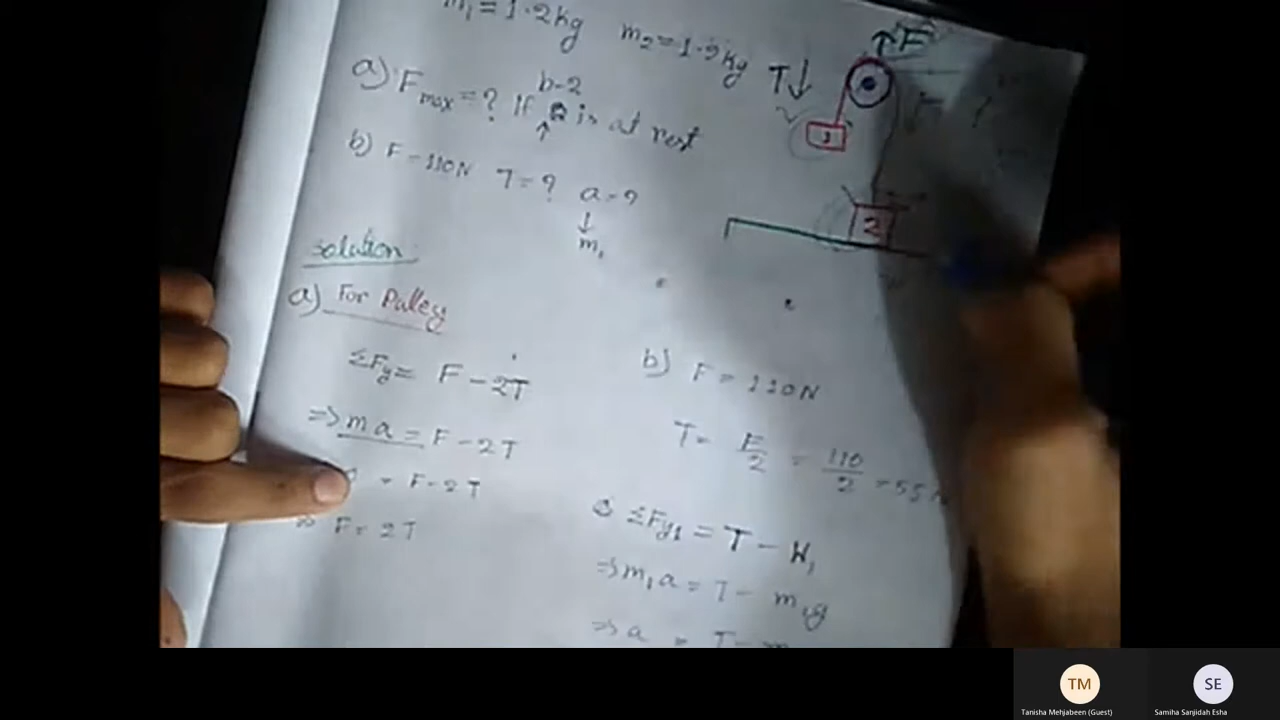 m₁ = 1.2kg m₂ = 1.9kg
T↓ ↑F
a) F max = ? If b-2 is at rest
↑
1
b) F = 110N T = ? a = ?
↓
m₁
2
solution
a) For Pulley
ΣFy = F - 2T
⇒ ma = F - 2T
= F - 2T
⇒ F = 2T
b) F = 110N
T = F/2 = 110/2 = 55N
ΣFy₁ = T - W₁
⇒ m₁a = T - m₁g
⇒ a = T -
TM
Tanisha Mehjabeen (Guest)
SE
Samiha Sanjidah Esha